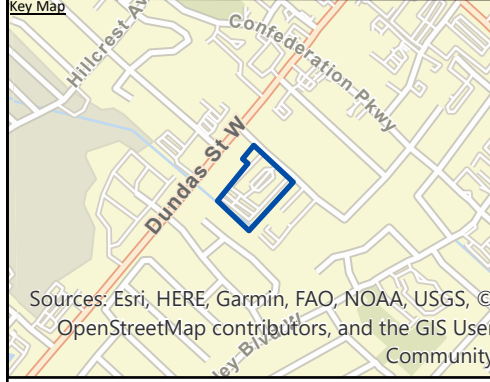 Key Map
Hillcrest Av
Confederation Pkwy
Dundas St W
Sources: Esri, HERE, Garmin, FAO, NOAA, USGS, ©
OpenStreetMap contributors, and the GIS User
Community
ley Blvd W